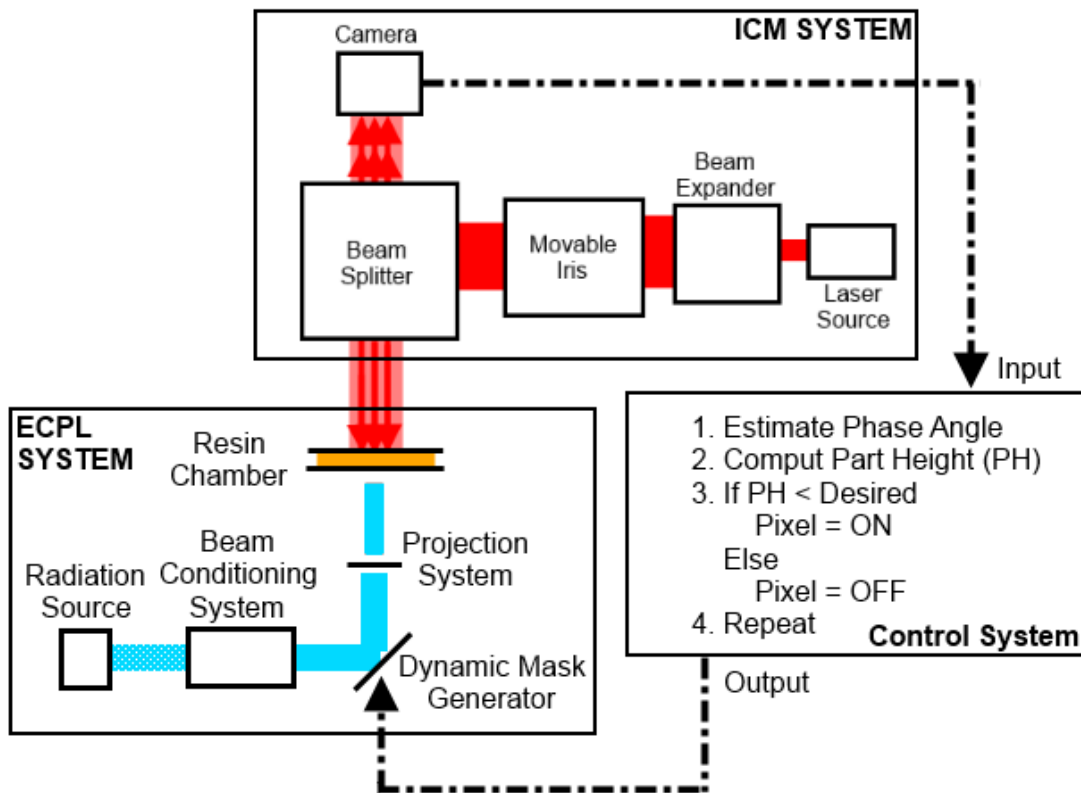 ICM SYSTEM
Camera
Beam
Expander
Beam
Splitter
Movable
Iris
Laser
Source
Input
ECPL
SYSTEM
Resin
Chamber
Beam
Conditioning
System
Radiation
Source
Projection
System
Dynamic Mask
Generator
1. Estimate Phase Angle
2. Comput Part Height (PH)
3. If PH < Desired
Pixel = ON
Else
Pixel = OFF
4. Repeat
Control System
Output